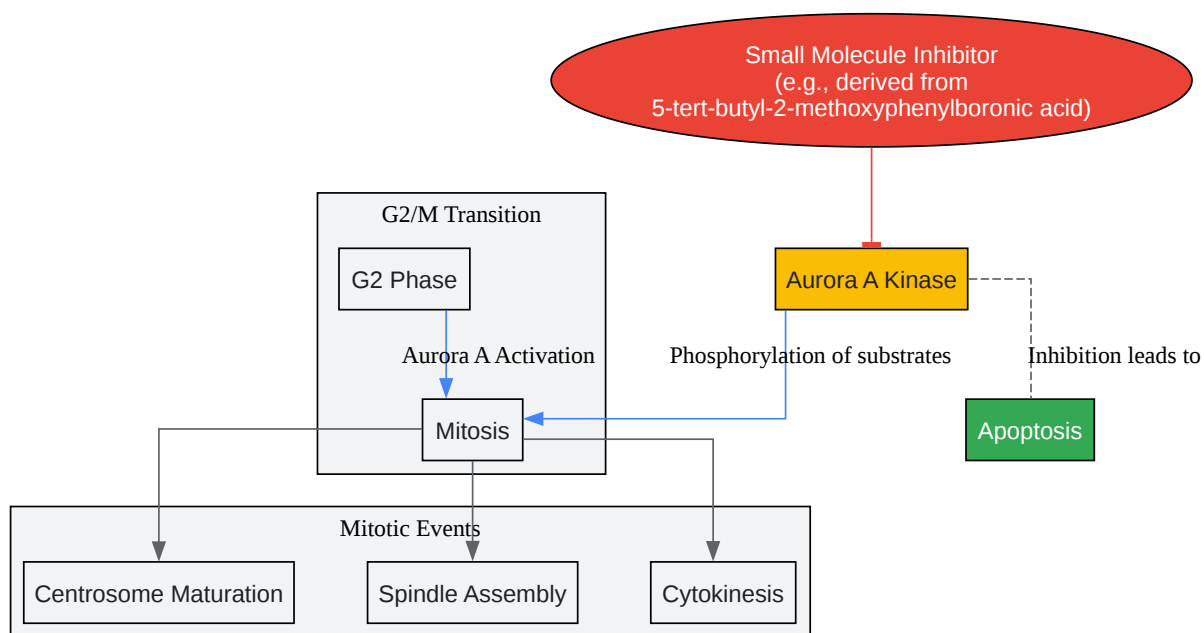 Small Molecule Inhibitor
(e.g., derived from
5-tert-butyl-2-methoxyphenylboronic acid)
G2/M Transition
G2 Phase
Aurora A Kinase
Aurora A Activation
Phosphorylation of substrates
Inhibition leads to
Mitosis
Apoptosis
Mitotic Events
Centrosome Maturation
Spindle Assembly
Cytokinesis